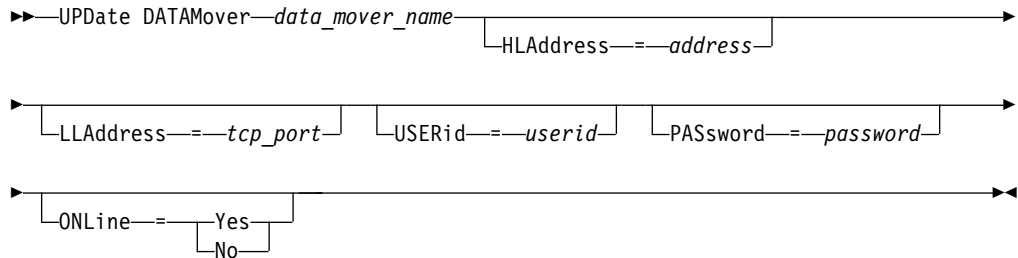 UPDate DATAMover data_mover_name
HLAddress = address
LLAddress = tcp_port USERid = userid PASsword = password
ONLine = Yes
No